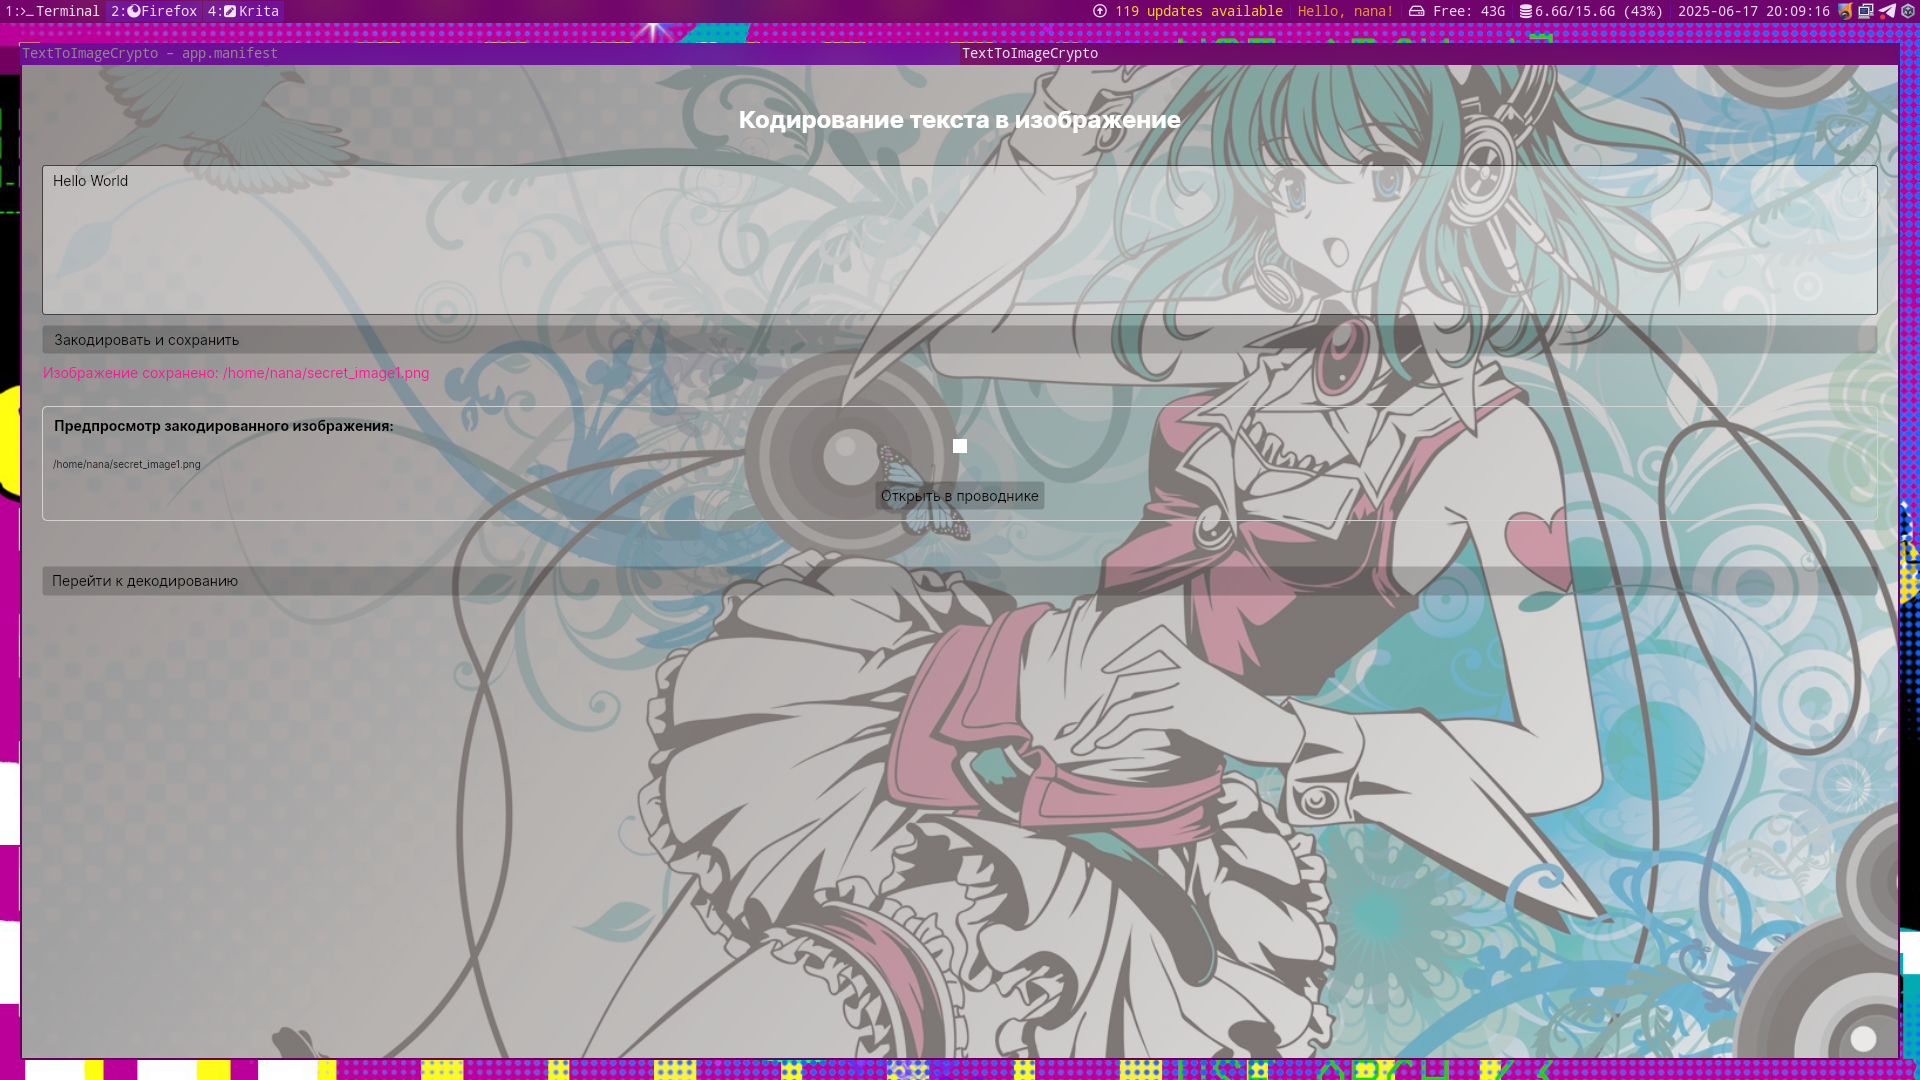 1:>_Terminal 2:Firefox 4:Krita 119 updates available Hello, nana! Free: 43G 6.6G/15.6G (43%) 2025-06-17 20:09:16
TextToImageCrypto – app.manifest TextToImageCrypto
Кодирование текста в изображение
Hello World
Закодировать и сохранить
Изображение сохранено: /home/nana/secret_image1.png
Предпросмотр закодированного изображения:
/home/nana/secret_image1.png
Открыть в проводнике
Перейти к декодированию